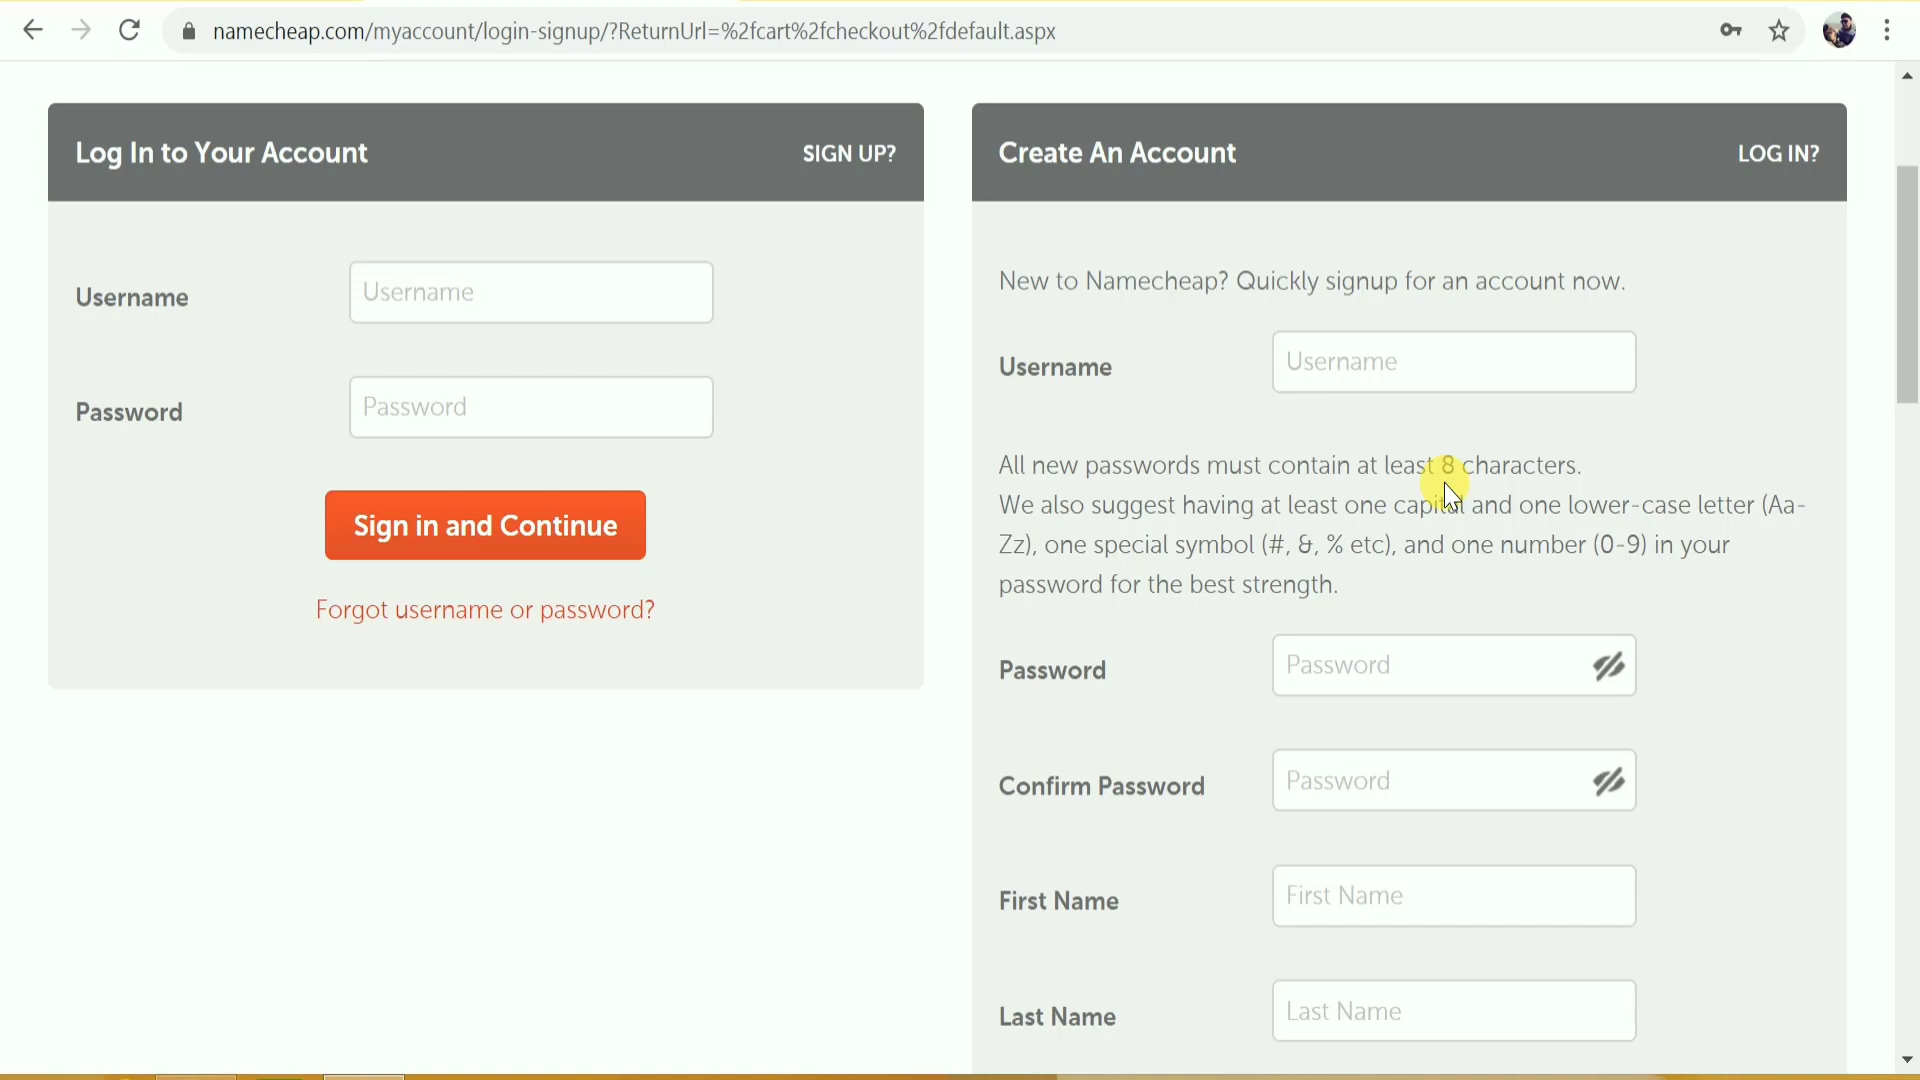 namecheap.com/myaccount/login-signup/?ReturnUrl=%2fcart%2fcheckout%2fdefault.aspx
Log In to Your Account
SIGN UP?
Username
Username
Password
Password
Sign in and Continue
Forgot username or password?
Create An Account
LOG IN?
New to Namecheap? Quickly signup for an account now.
Username
Username
All new passwords must contain at least 8 characters.
We also suggest having at least one capital and one lower-case letter (Aa-
Zz), one special symbol (#, &, % etc), and one number (0-9) in your
password for the best strength.
Password
Password
Confirm Password
Password
First Name
First Name
Last Name
Last Name